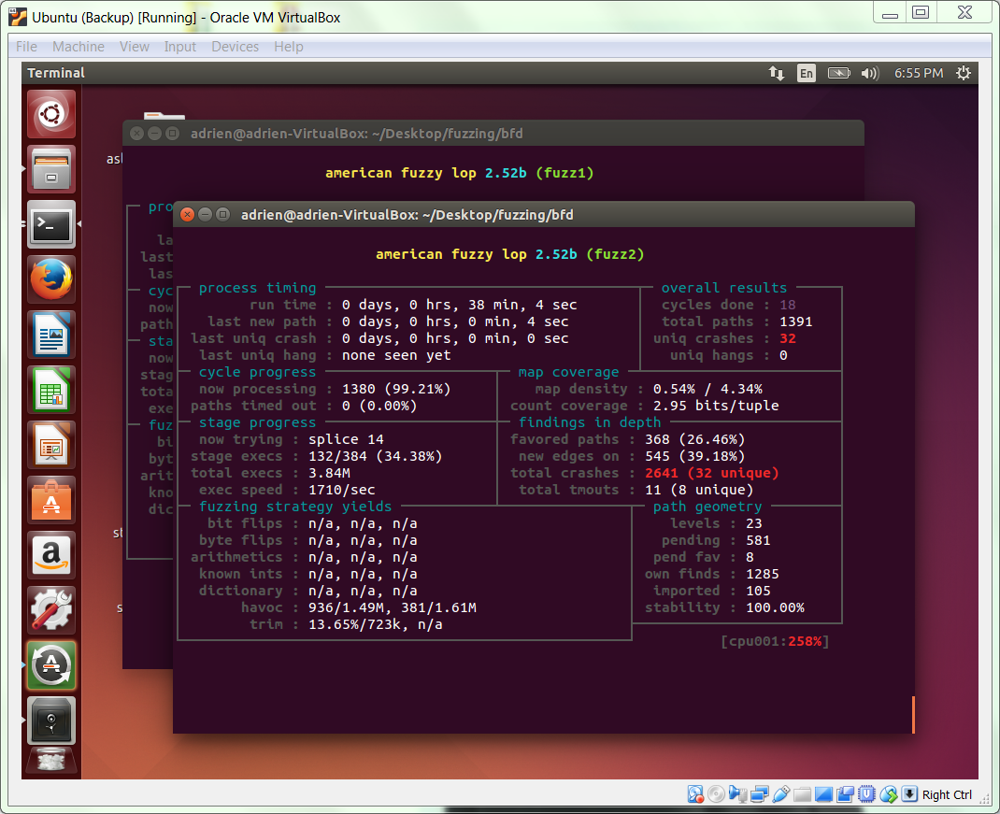 Ubuntu (Backup) [Running] - Oracle VM VirtualBox
File Machine View Input Devices Help
Terminal En 6:55 PM
adrien@adrien-VirtualBox: ~/Desktop/fuzzing/bfd
american fuzzy lop 2.52b (fuzz1)
adrien@adrien-VirtualBox: ~/Desktop/fuzzing/bfd
american fuzzy lop 2.52b (fuzz2)
process timing overall results
run time : 0 days, 0 hrs, 38 min, 4 sec cycles done : 18
last new path : 0 days, 0 hrs, 0 min, 4 sec total paths : 1391
last uniq crash : 0 days, 0 hrs, 0 min, 0 sec uniq crashes : 32
last uniq hang : none seen yet uniq hangs : 0
cycle progress map coverage
now processing : 1380 (99.21%) map density : 0.54% / 4.34%
paths timed out : 0 (0.00%) count coverage : 2.95 bits/tuple
stage progress findings in depth
now trying : splice 14 favored paths : 368 (26.46%)
stage execs : 132/384 (34.38%) new edges on : 545 (39.18%)
total execs : 3.84M total crashes : 2641 (32 unique)
exec speed : 1710/sec total tmouts : 11 (8 unique)
fuzzing strategy yields path geometry
bit flips : n/a, n/a, n/a levels : 23
byte flips : n/a, n/a, n/a pending : 581
arithmetics : n/a, n/a, n/a pend fav : 8
known ints : n/a, n/a, n/a own finds : 1285
dictionary : n/a, n/a, n/a imported : 105
havoc : 936/1.49M, 381/1.61M stability : 100.00%
trim : 13.65%/723k, n/a
[cpu001:258%]
pro
la
last
las
cyc
now
path
sta
now
stag
tota
exe
fuz
bi
byt
arit
kno
dic
Right Ctrl